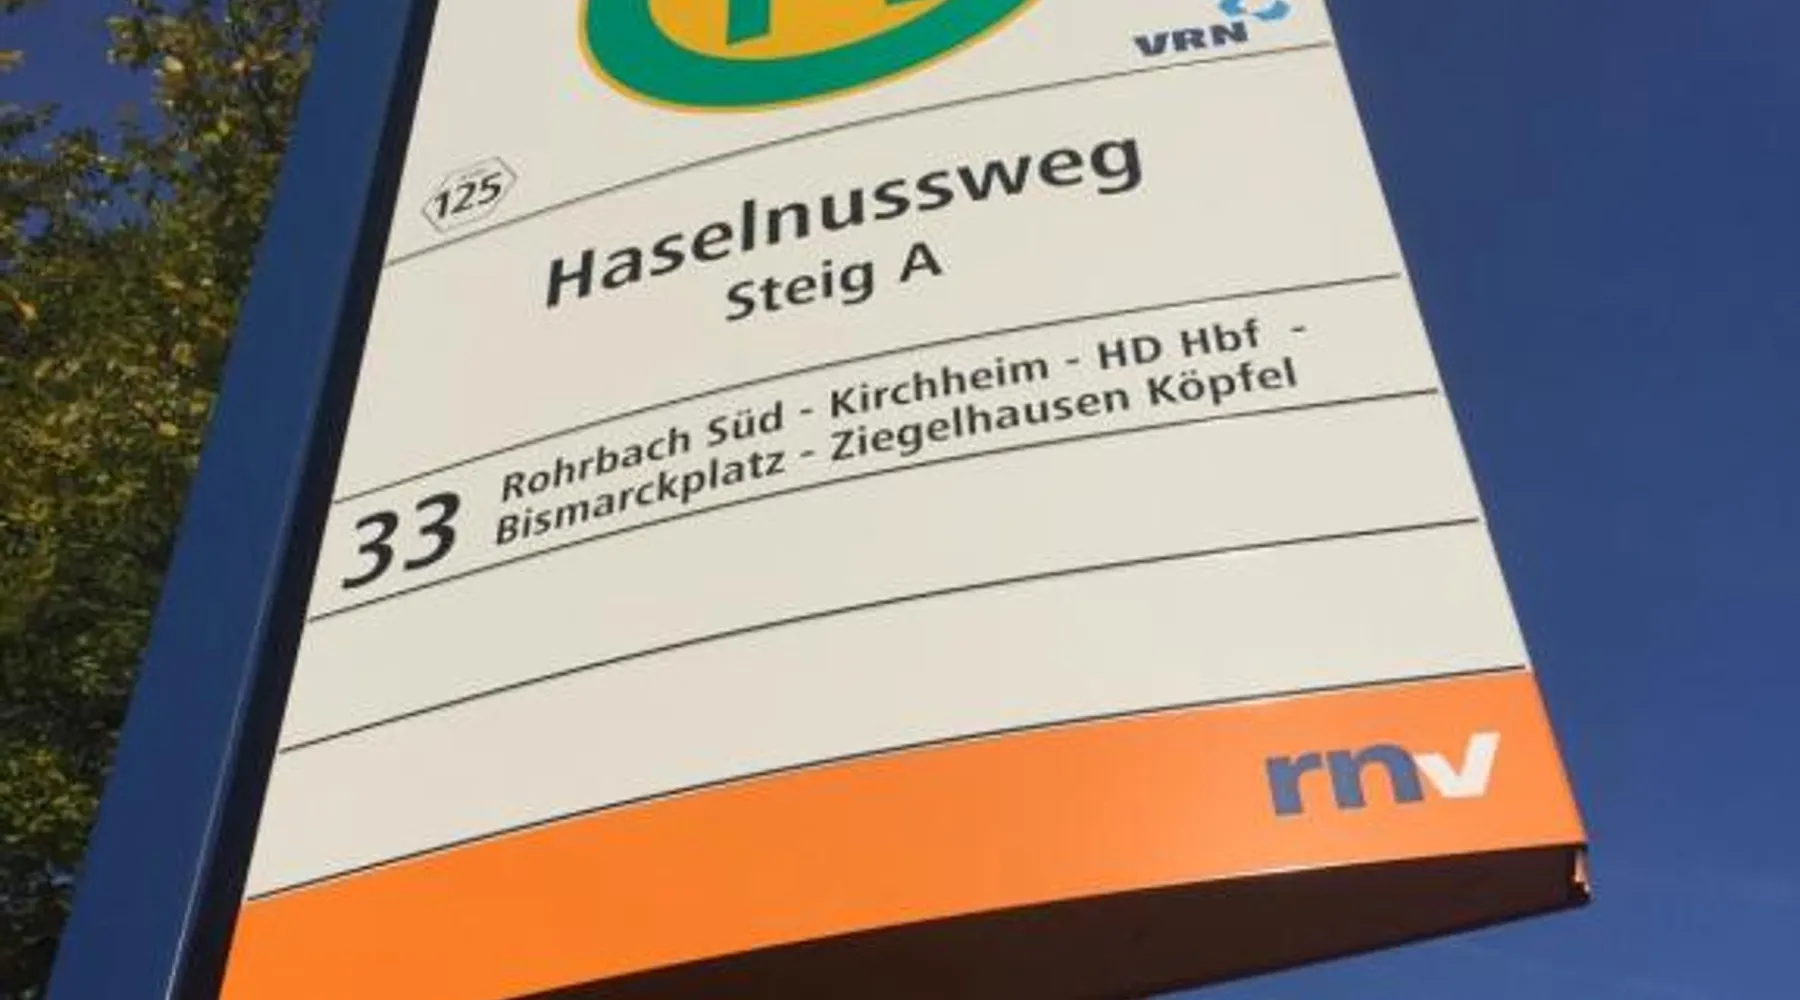 VRN
125
Haselnussweg
Steig A
33 Rohrbach Süd - Kirchheim - HD Hbf -
Bismarckplatz - Ziegelhausen Köpfel
rnv